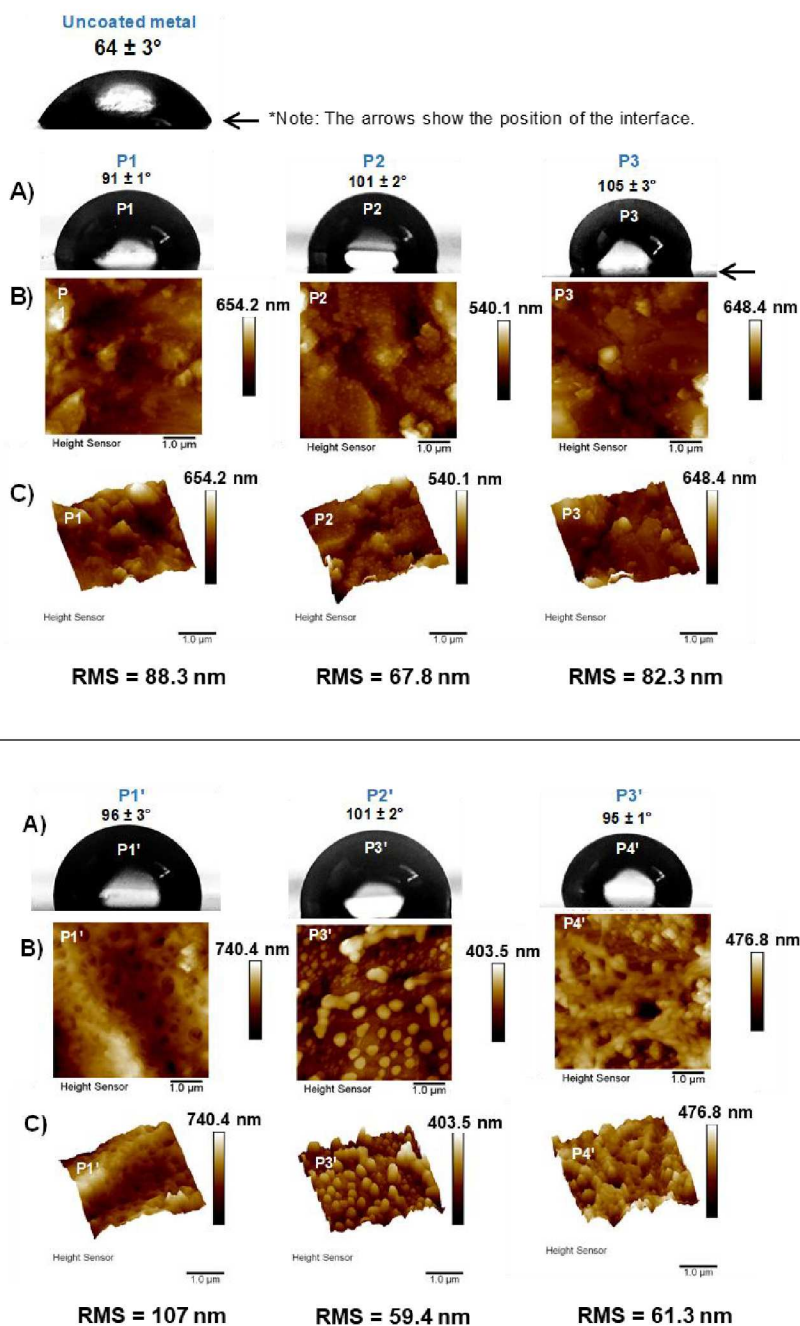 Uncoated metal
64 ± 3°
*Note: The arrows show the position of the interface.
P1 P2 P3
A) 91 ± 1° 101 ± 2° 105 ± 3°
P1 P2 P3
B) P1 654.2 nm P2 540.1 nm P3 648.4 nm
Height Sensor 1.0 µm Height Sensor 1.0 µm Height Sensor 1.0 µm
C) P1 654.2 nm P2 540.1 nm P3 648.4 nm
Height Sensor Height Sensor Height Sensor
1.0 µm 1.0 µm 1.0 µm
RMS = 88.3 nm RMS = 67.8 nm RMS = 82.3 nm
P1' P2' P3'
A) 96 ± 3° 101 ± 2° 95 ± 1°
P1' P3' P4'
B) P1' 740.4 nm P3' 403.5 nm P4' 476.8 nm
Height Sensor 1.0 µm Height Sensor 1.0 µm Height Sensor 1.0 µm
C) 740.4 nm 403.5 nm 476.8 nm
P1' P3' P4'
Height Sensor Height Sensor Height Sensor
1.0 µm 1.0 µm 1.0 µm
RMS = 107 nm RMS = 59.4 nm RMS = 61.3 nm